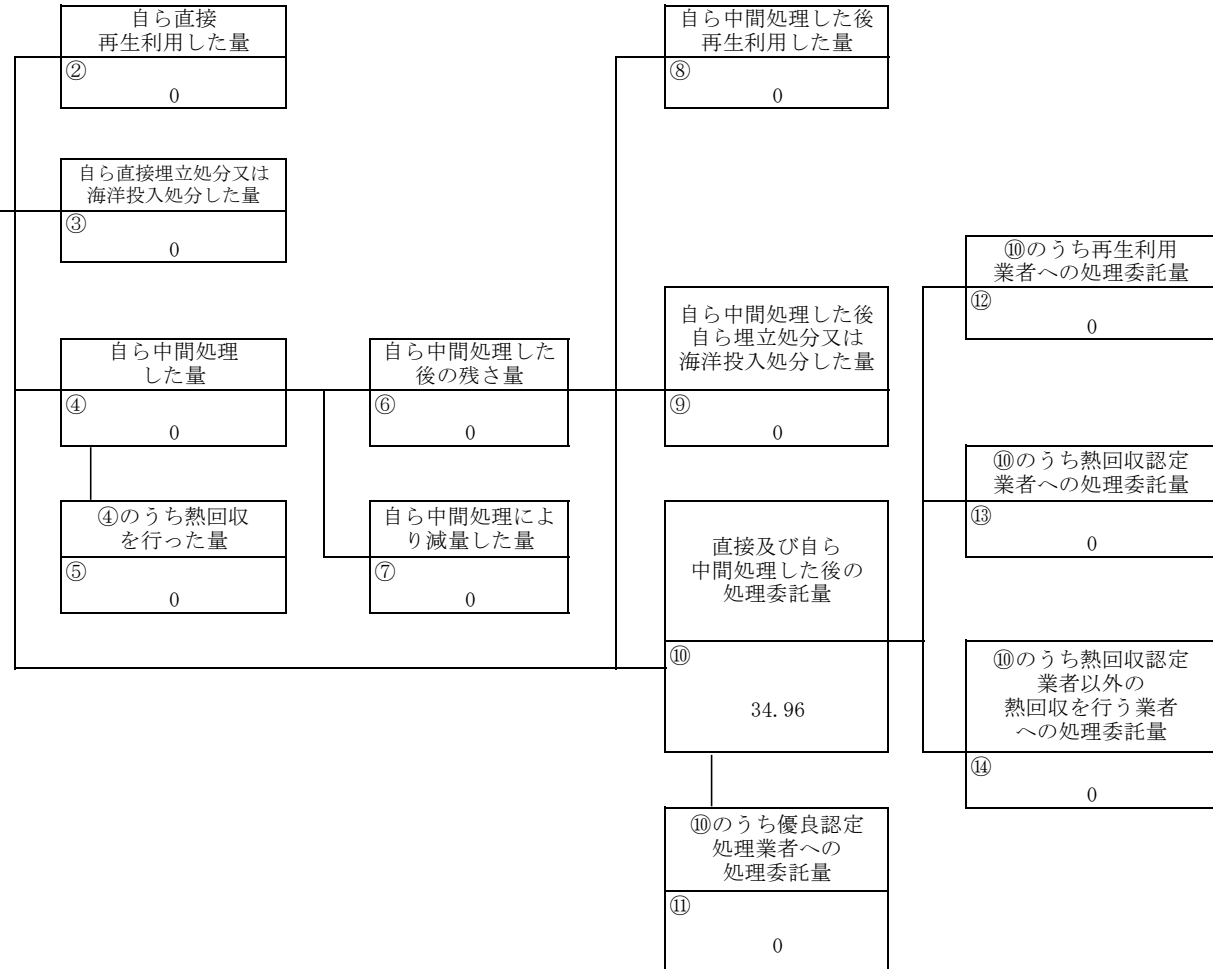 自ら直接
再生利用した量
②
0
自ら中間処理した後
再生利用した量
⑧
0
自ら直接埋立処分又は
海洋投入処分した量
③
0
⑩のうち再生利用
業者への処理委託量
⑫
0
自ら中間処理した後
自ら埋立処分又は
海洋投入処分した量
⑨
0
自ら中間処理
した量
④
0
自ら中間処理した
後の残さ量
⑥
0
⑩のうち熱回収認定
業者への処理委託量
⑬
0
④のうち熱回収
を行った量
⑤
0
自ら中間処理によ
り減量した量
⑦
0
直接及び自ら
中間処理した後の
処理委託量
⑩
34.96
⑩のうち熱回収認定
業者以外の
熱回収を行う業者
への処理委託量
⑭
0
⑩のうち優良認定
処理業者への
処理委託量
⑪
0